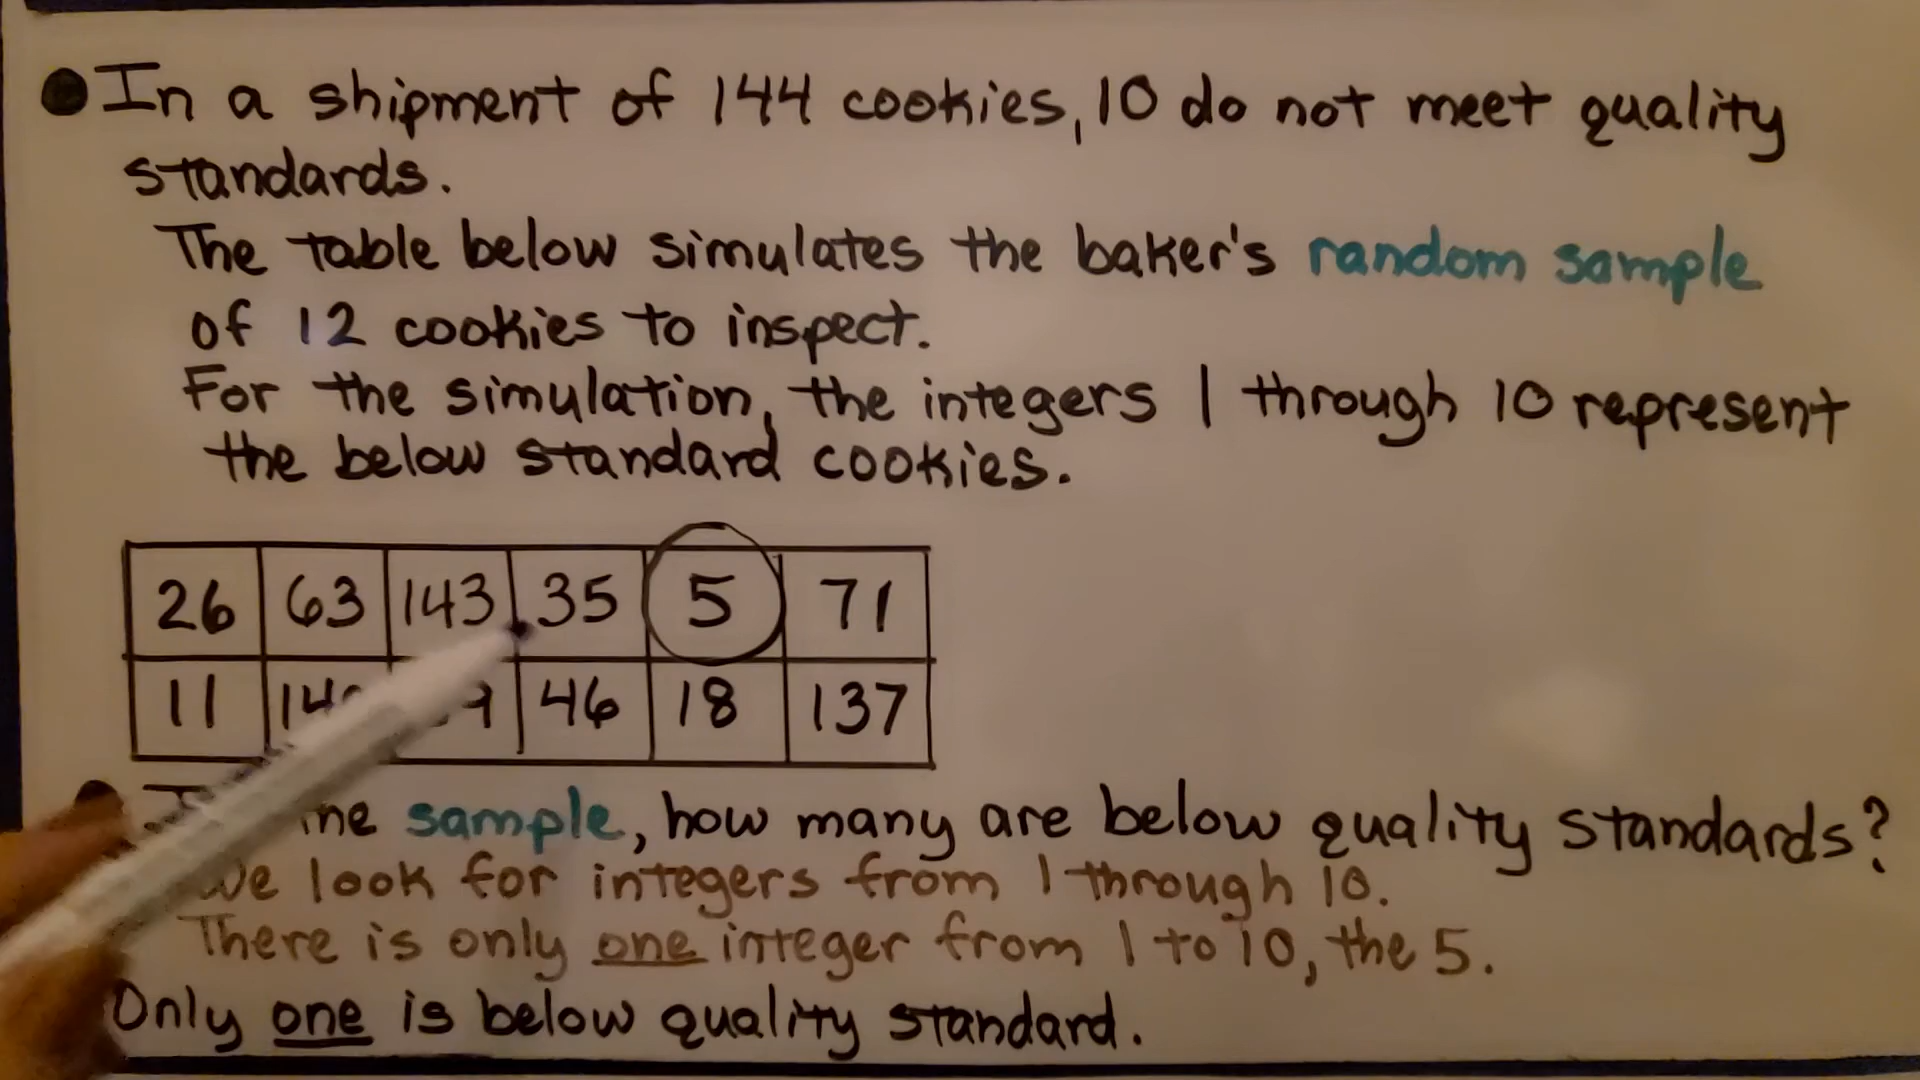 In a shipment of 144 cookies, 10 do not meet quality
standards.
The table below simulates the baker's random sample
of 12 cookies to inspect.
For the simulation, the integers 1 through 10 represent
the below standard cookies.
26 63 143 35 5 71
11 46 18 137
sample, how many are below quality standards?
We look for integers from 1 through 10.
There is only one integer from 1 to 10, the 5.
Only one is below quality standard.